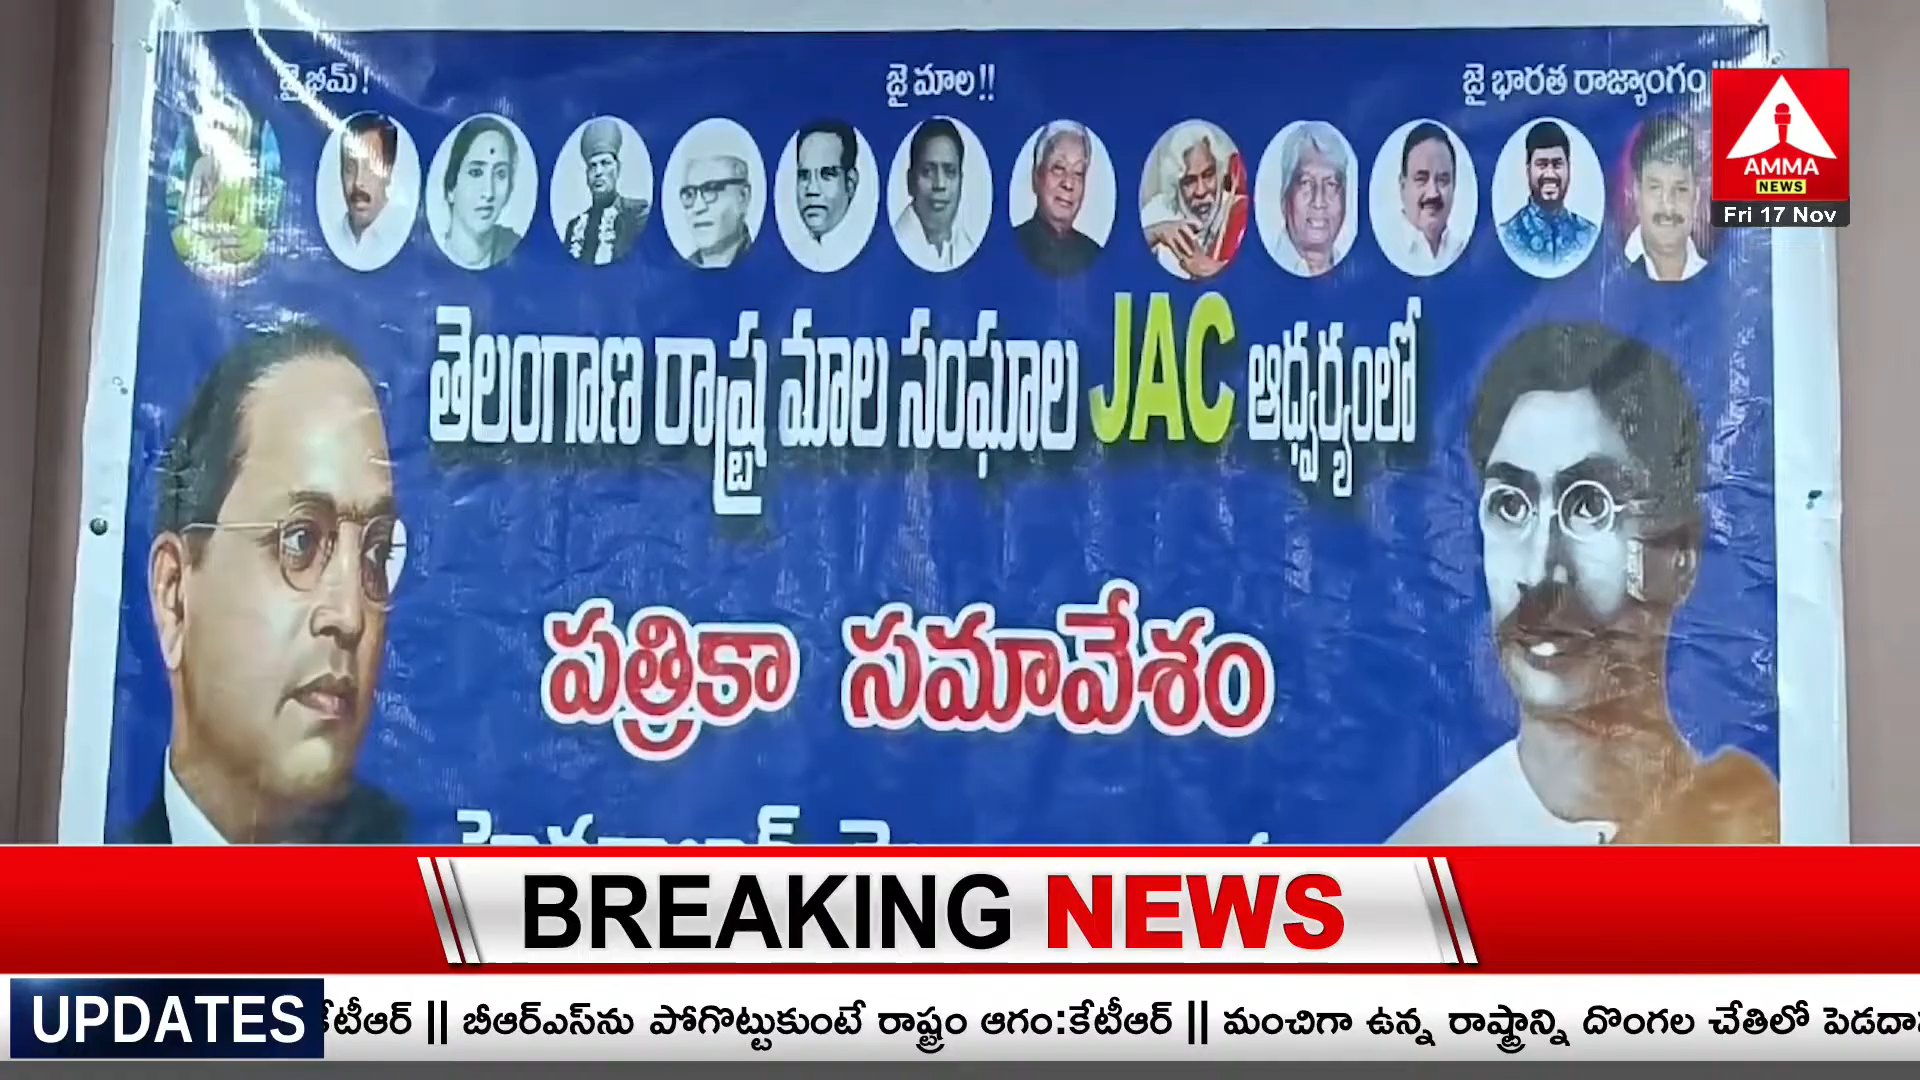 జై భీమ్!
జై మాల!!
జై భారత రాజ్యాంగం
AMMA
NEWS
Fri 17 Nov
తెలంగాణ రాష్ట్ర మాల సంఘాల JAC ఆధ్వర్యంలో
పత్రికా సమావేశం
BREAKING NEWS
UPDATES
కేటీఆర్ || బీఆర్ఎస్‌ను పోగొట్టుకుంటే రాష్ట్రం ఆగం:కేటీఆర్ || మంచిగా ఉన్న రాష్ట్రాన్ని దొంగల చేతిలో